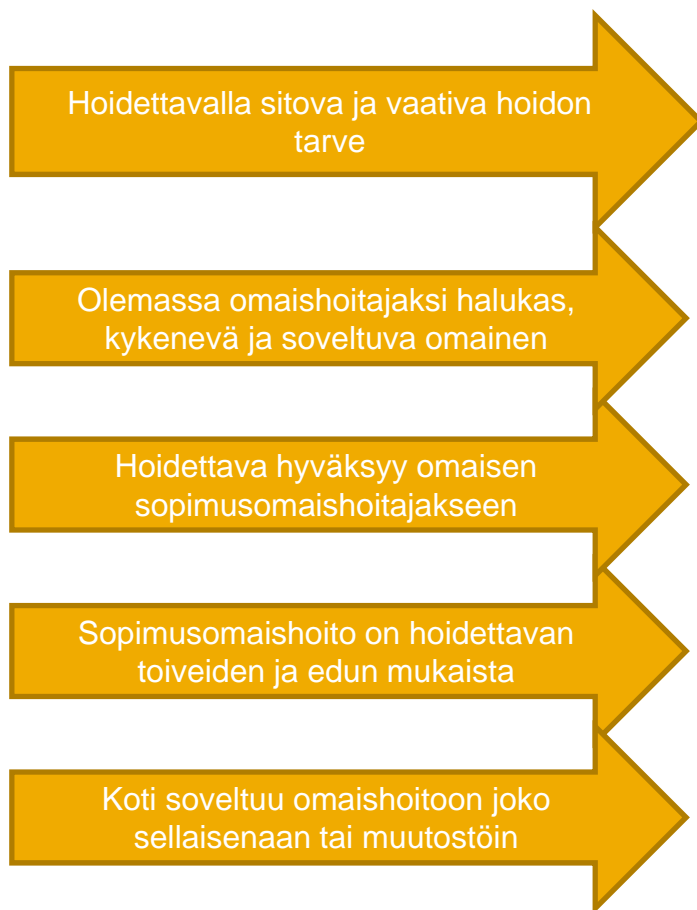 Hoidettavalla sitova ja vaativa hoidon
tarve
Olemassa omaishoitajaksi halukas,
kykenevä ja soveltuva omainen
Hoidettava hyväksyy omaisen
sopimusomaishoitajakseen
Sopimusomaishoito on hoidettavan
toiveiden ja edun mukaista
Koti soveltuu omaishoitoon joko
sellaisenaan tai muutostöin